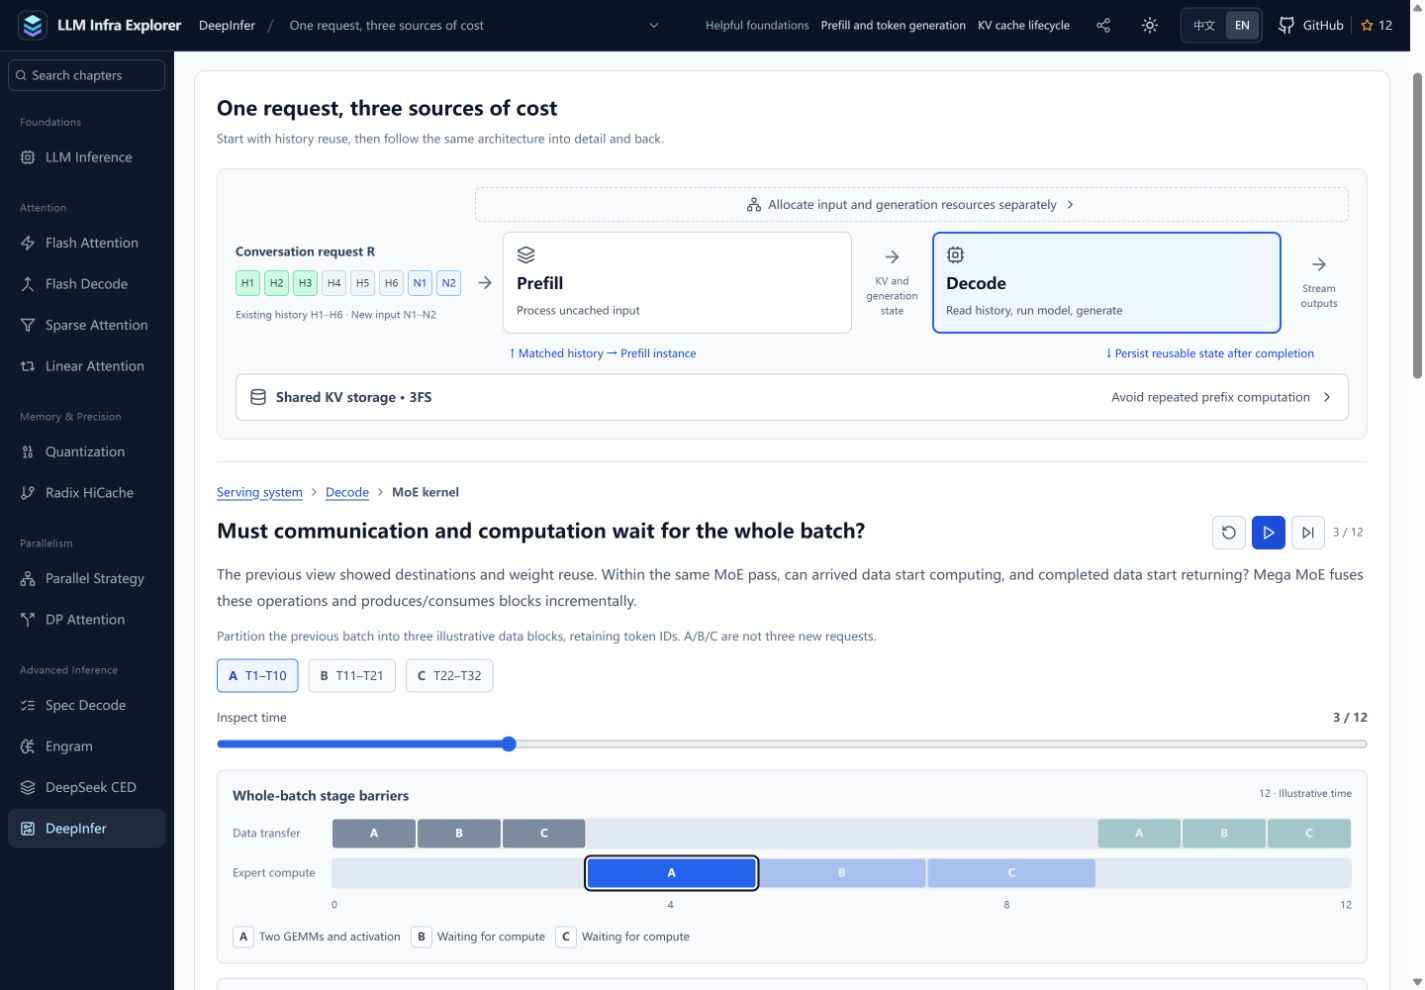 LLM Infra Explorer
DeepInfer / One request, three sources of cost
Helpful foundations Prefill and token generation KV cache lifecycle
中文 EN
GitHub 12
Search chapters
Foundations
LLM Inference
Attention
Flash Attention
Flash Decode
Sparse Attention
Linear Attention
Memory & Precision
Quantization
Radix HiCache
Parallelism
Parallel Strategy
DP Attention
Advanced Inference
Spec Decode
Engram
DeepSeek CED
DeepInfer
One request, three sources of cost
Start with history reuse, then follow the same architecture into detail and back.
Allocate input and generation resources separately
Conversation request R
H1 H2 H3 H4 H5 H6 N1 N2
Existing history H1–H6 · New input N1–N2
Prefill
Process uncached input
KV and
generation
state
Decode
Read history, run model, generate
Stream
outputs
↑ Matched history → Prefill instance
↓ Persist reusable state after completion
Shared KV storage • 3FS
Avoid repeated prefix computation
Serving system > Decode > MoE kernel
Must communication and computation wait for the whole batch?
3 / 12
The previous view showed destinations and weight reuse. Within the same MoE pass, can arrived data start computing, and completed data start returning? Mega MoE fuses
these operations and produces/consumes blocks incrementally.
Partition the previous batch into three illustrative data blocks, retaining token IDs. A/B/C are not three new requests.
A T1–T10 B T11–T21 C T22–T32
Inspect time 3 / 12
Whole-batch stage barriers 12 · Illustrative time
Data transfer A B C A B C
Expert compute A B C
0 4 8 12
A Two GEMMs and activation B Waiting for compute C Waiting for compute